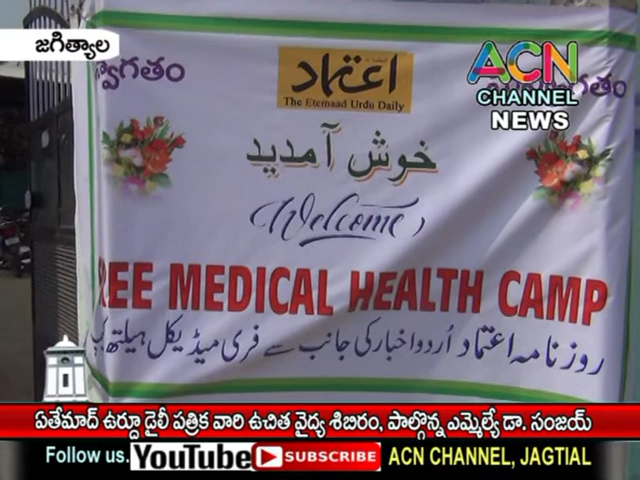 జగిత్యాల
స్వాగతం
اعتماد
The Etemaad Urdu Daily
ACN
CHANNEL
NEWS
خوش آمدید
Welcome
REE MEDICAL HEALTH CAMP
روزنامہ اعتماد اُردو اخبار کی جانب سے فری میڈیکل ہیلتھ
ఏతేమాద్ ఉర్దూ డైలీ పత్రిక వారి ఉచిత వైద్య శిబిరం, పాల్గొన్న ఎమ్మెల్యే డా. సంజయ్
Follow us. YouTube SUBSCRIBE ACN CHANNEL, JAGTIAL